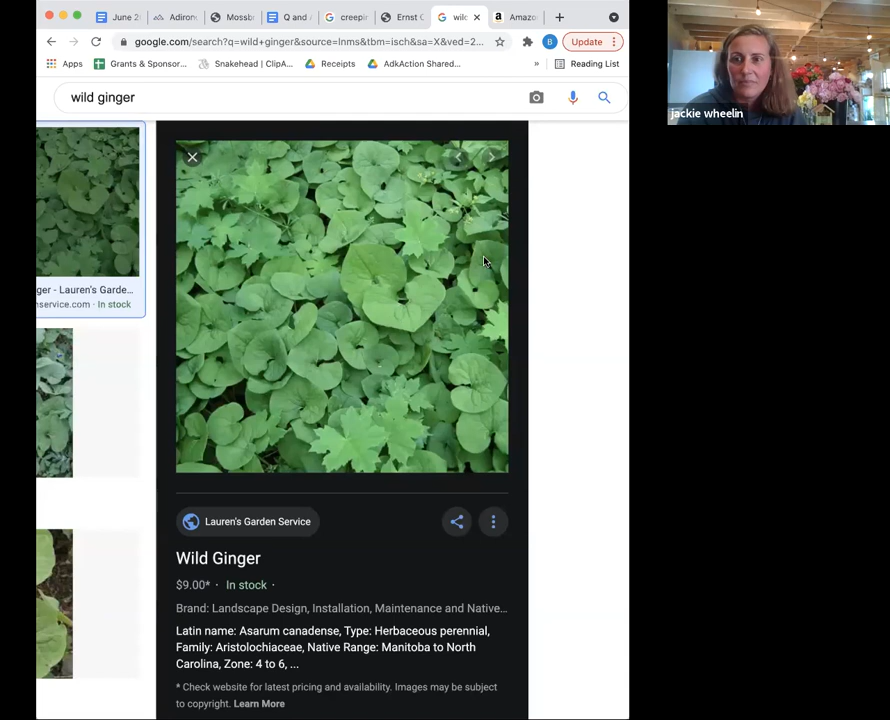 June 2
Adiron
Mossb
Q and
creepi
Ernst C
wild
Amazo
google.com/search?q=wild+ginger&source=lnms&tbm=isch&sa=X&ved=2...
B
Update
Apps
Grants & Sponsor...
Snakehead | ClipA...
Receipts
AdkAction Shared...
»
Reading List
wild ginger
jackie wheelin
ger - Lauren's Garde...
nservice.com · In stock
Lauren's Garden Service
Wild Ginger
$9.00* · In stock ·
Brand: Landscape Design, Installation, Maintenance and Native...
Latin name: Asarum canadense, Type: Herbaceous perennial,
Family: Aristolochiaceae, Native Range: Manitoba to North
Carolina, Zone: 4 to 6, ...
* Check website for latest pricing and availability. Images may be subject
to copyright. Learn More